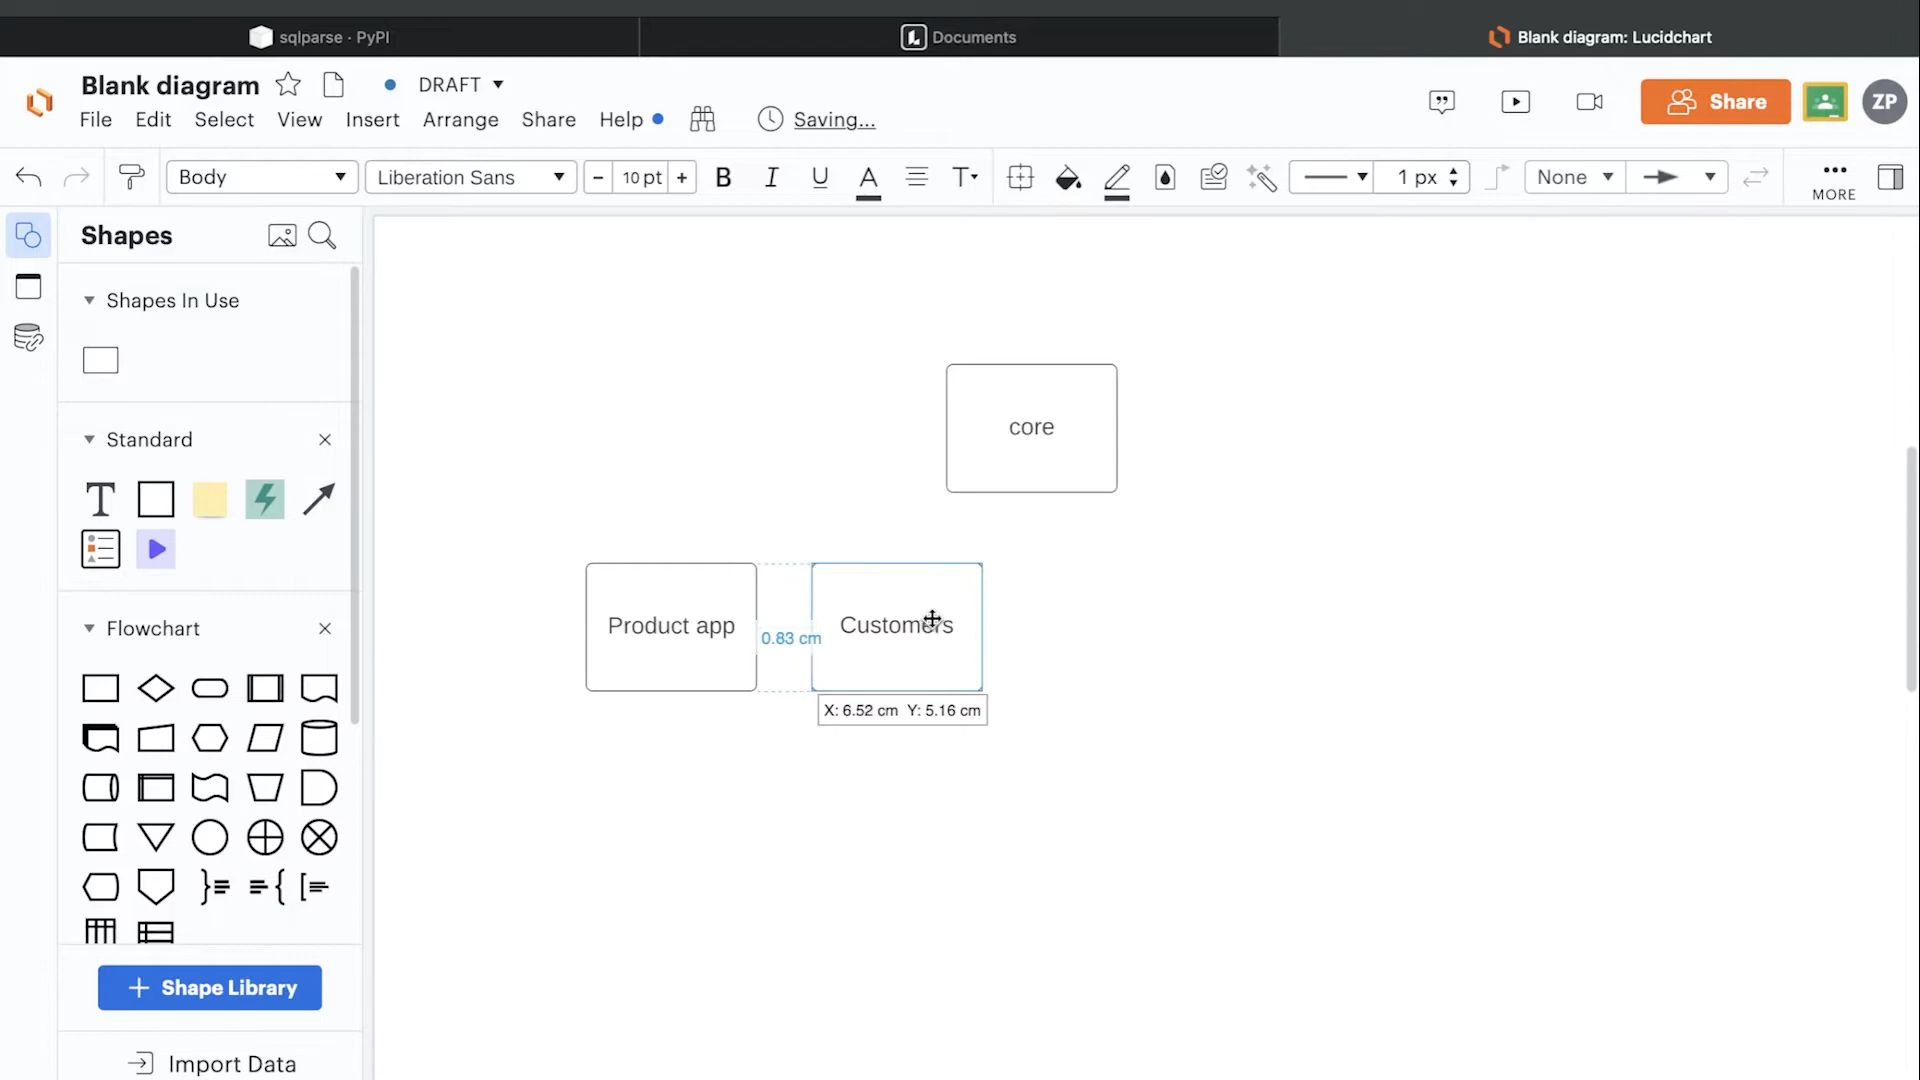 sqlparse · PyPI
Documents
Blank diagram: Lucidchart
Blank diagram
DRAFT
File Edit Select View Insert Arrange Share Help
Saving...
Share
ZP
Body
Liberation Sans
- 10 pt +
B I U A T
1 px
None
MORE
Shapes
Shapes In Use
Standard
T
Flowchart
Shape Library
Import Data
core
Product app
0.83 cm
Customers
X: 6.52 cm Y: 5.16 cm